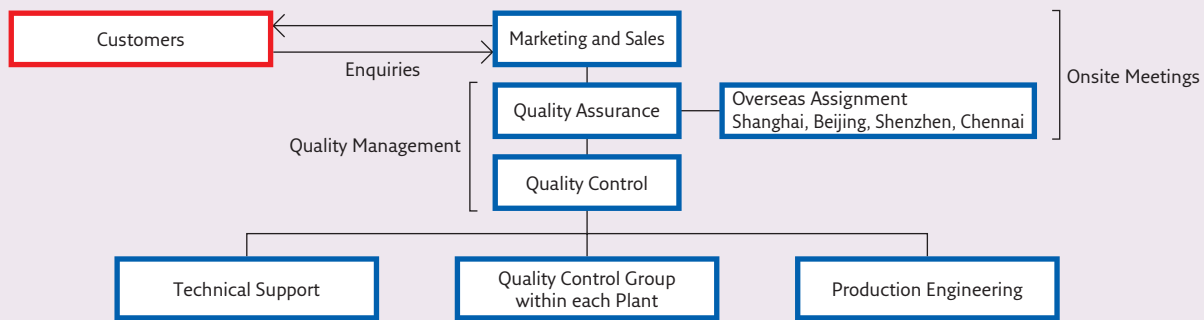 Customers
Marketing and Sales
Enquiries
Onsite Meetings
Quality Assurance
Overseas Assignment
Shanghai, Beijing, Shenzhen, Chennai
Quality Management
Quality Control
Technical Support
Quality Control Group
within each Plant
Production Engineering